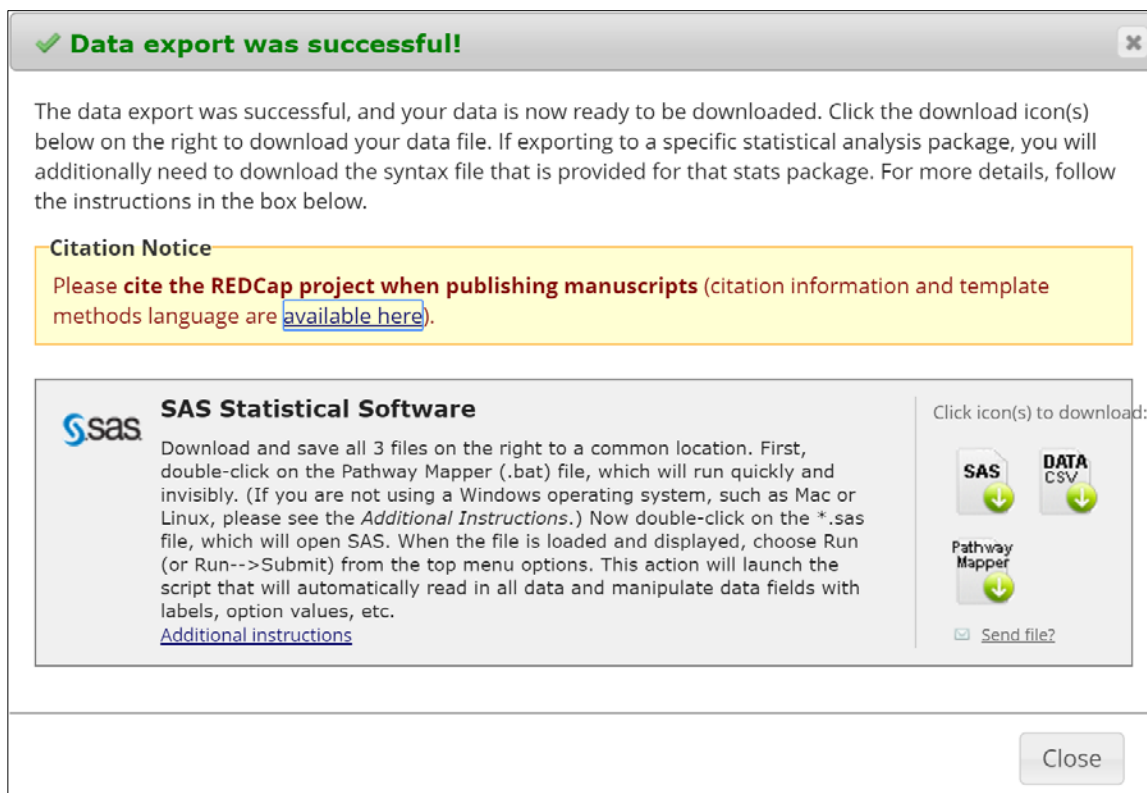 Data export was successful!
The data export was successful, and your data is now ready to be downloaded. Click the download icon(s)
below on the right to download your data file. If exporting to a specific statistical analysis package, you will
additionally need to download the syntax file that is provided for that stats package. For more details, follow
the instructions in the box below.
Citation Notice
Please cite the REDCap project when publishing manuscripts (citation information and template
methods language are available here).
sas
SAS Statistical Software
Download and save all 3 files on the right to a common location. First,
double-click on the Pathway Mapper (.bat) file, which will run quickly and
invisibly. (If you are not using a Windows operating system, such as Mac or
Linux, please see the Additional Instructions.) Now double-click on the *.sas
file, which will open SAS. When the file is loaded and displayed, choose Run
(or Run-->Submit) from the top menu options. This action will launch the
script that will automatically read in all data and manipulate data fields with
labels, option values, etc.
Additional instructions
Click icon(s) to download:
SAS
DATA
CSV
Pathway
Mapper
Send file?
Close